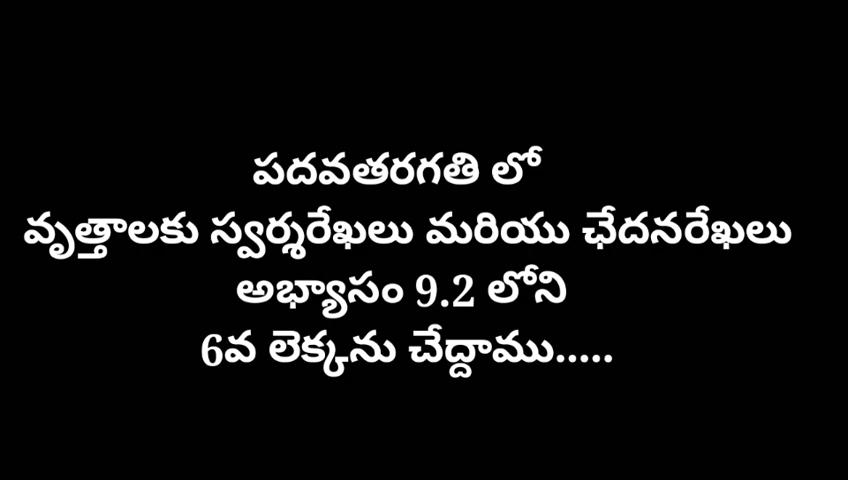 పదవతరగతి లో
వృత్తాలకు స్వర్శరేఖలు మరియు ఛేదనరేఖలు
అభ్యాసం 9.2 లోని
6వ లెక్కను చేద్దాము.....